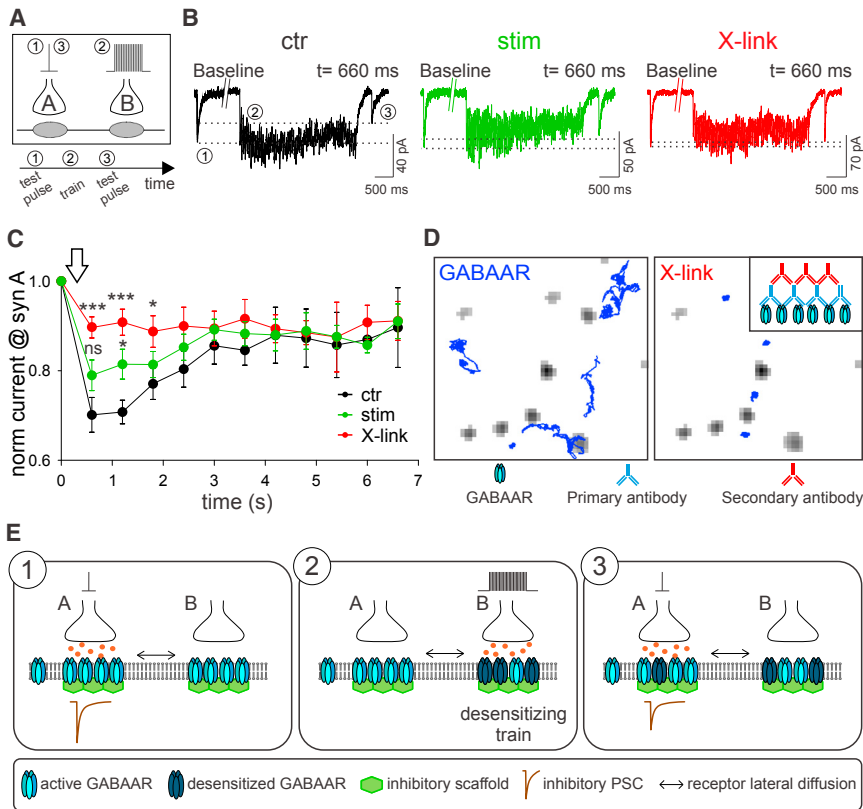 A
① ③ ②
A B
① ② ③
test pulse train test pulse time
B
ctr stim X-link
Baseline t= 660 ms Baseline t= 660 ms Baseline t= 660 ms
②
③
①
40 pA 50 pA 70 pA
500 ms 500 ms 500 ms
C
norm current @ syn A
1.0
0.8
0.6
*** *** *
ns *
ctr
stim
X-link
0 1 2 3 4 5 6 7
time (s)
D
GABAAR X-link
GABAAR Primary antibody Secondary antibody
E
1 2 3
A B A B A B
desensitizing
train
active GABAAR desensitized GABAAR inhibitory scaffold inhibitory PSC receptor lateral diffusion